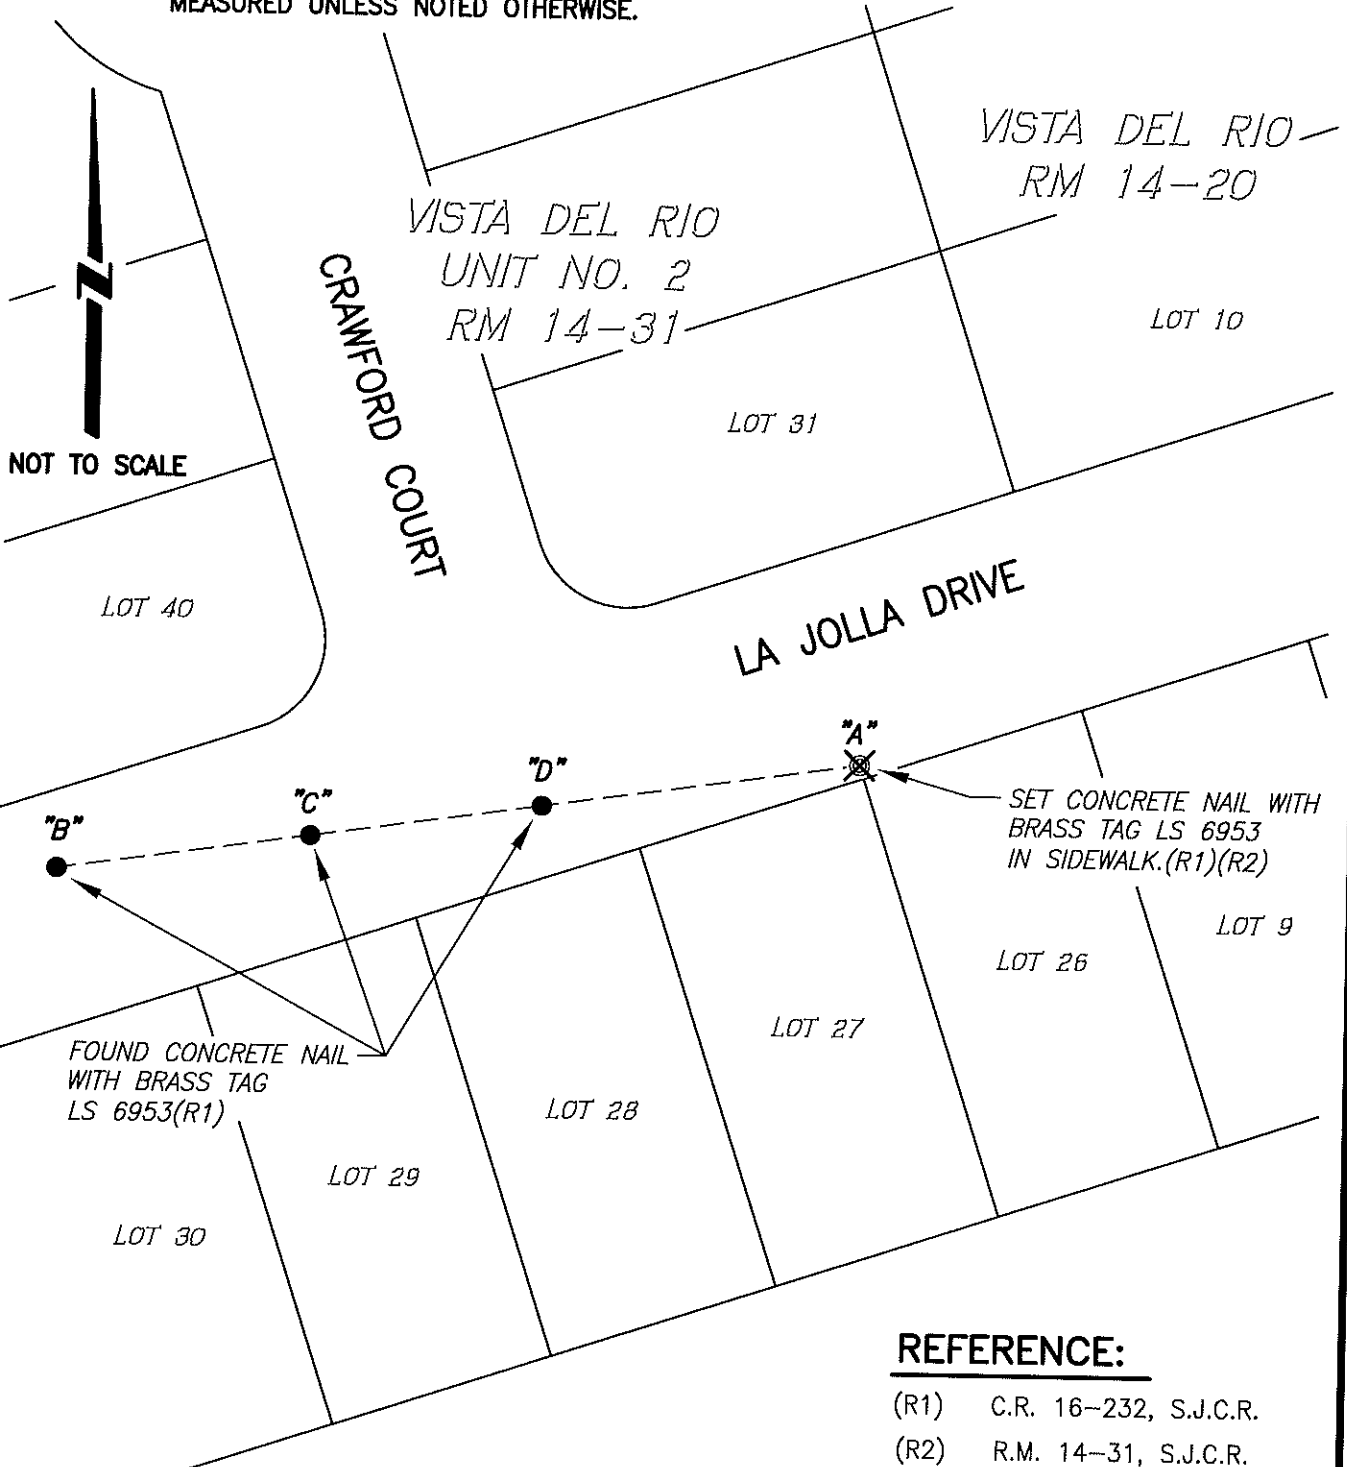 MEASURED UNLESS NOTED OTHERWISE.
VISTA DEL RIO
RM 14-20
VISTA DEL RIO
UNIT NO. 2
RM 14-31
CRAWFORD COURT
LOT 10
LOT 31
NOT TO SCALE
LOT 40
LA JOLLA DRIVE
"A"
"D"
"C"
"B"
SET CONCRETE NAIL WITH
BRASS TAG LS 6953
IN SIDEWALK.(R1)(R2)
LOT 9
LOT 26
LOT 27
FOUND CONCRETE NAIL
WITH BRASS TAG
LS 6953(R1)
LOT 28
LOT 29
LOT 30
REFERENCE:
(R1) C.R. 16-232, S.J.C.R.
(R2) R.M. 14-31, S.J.C.R.